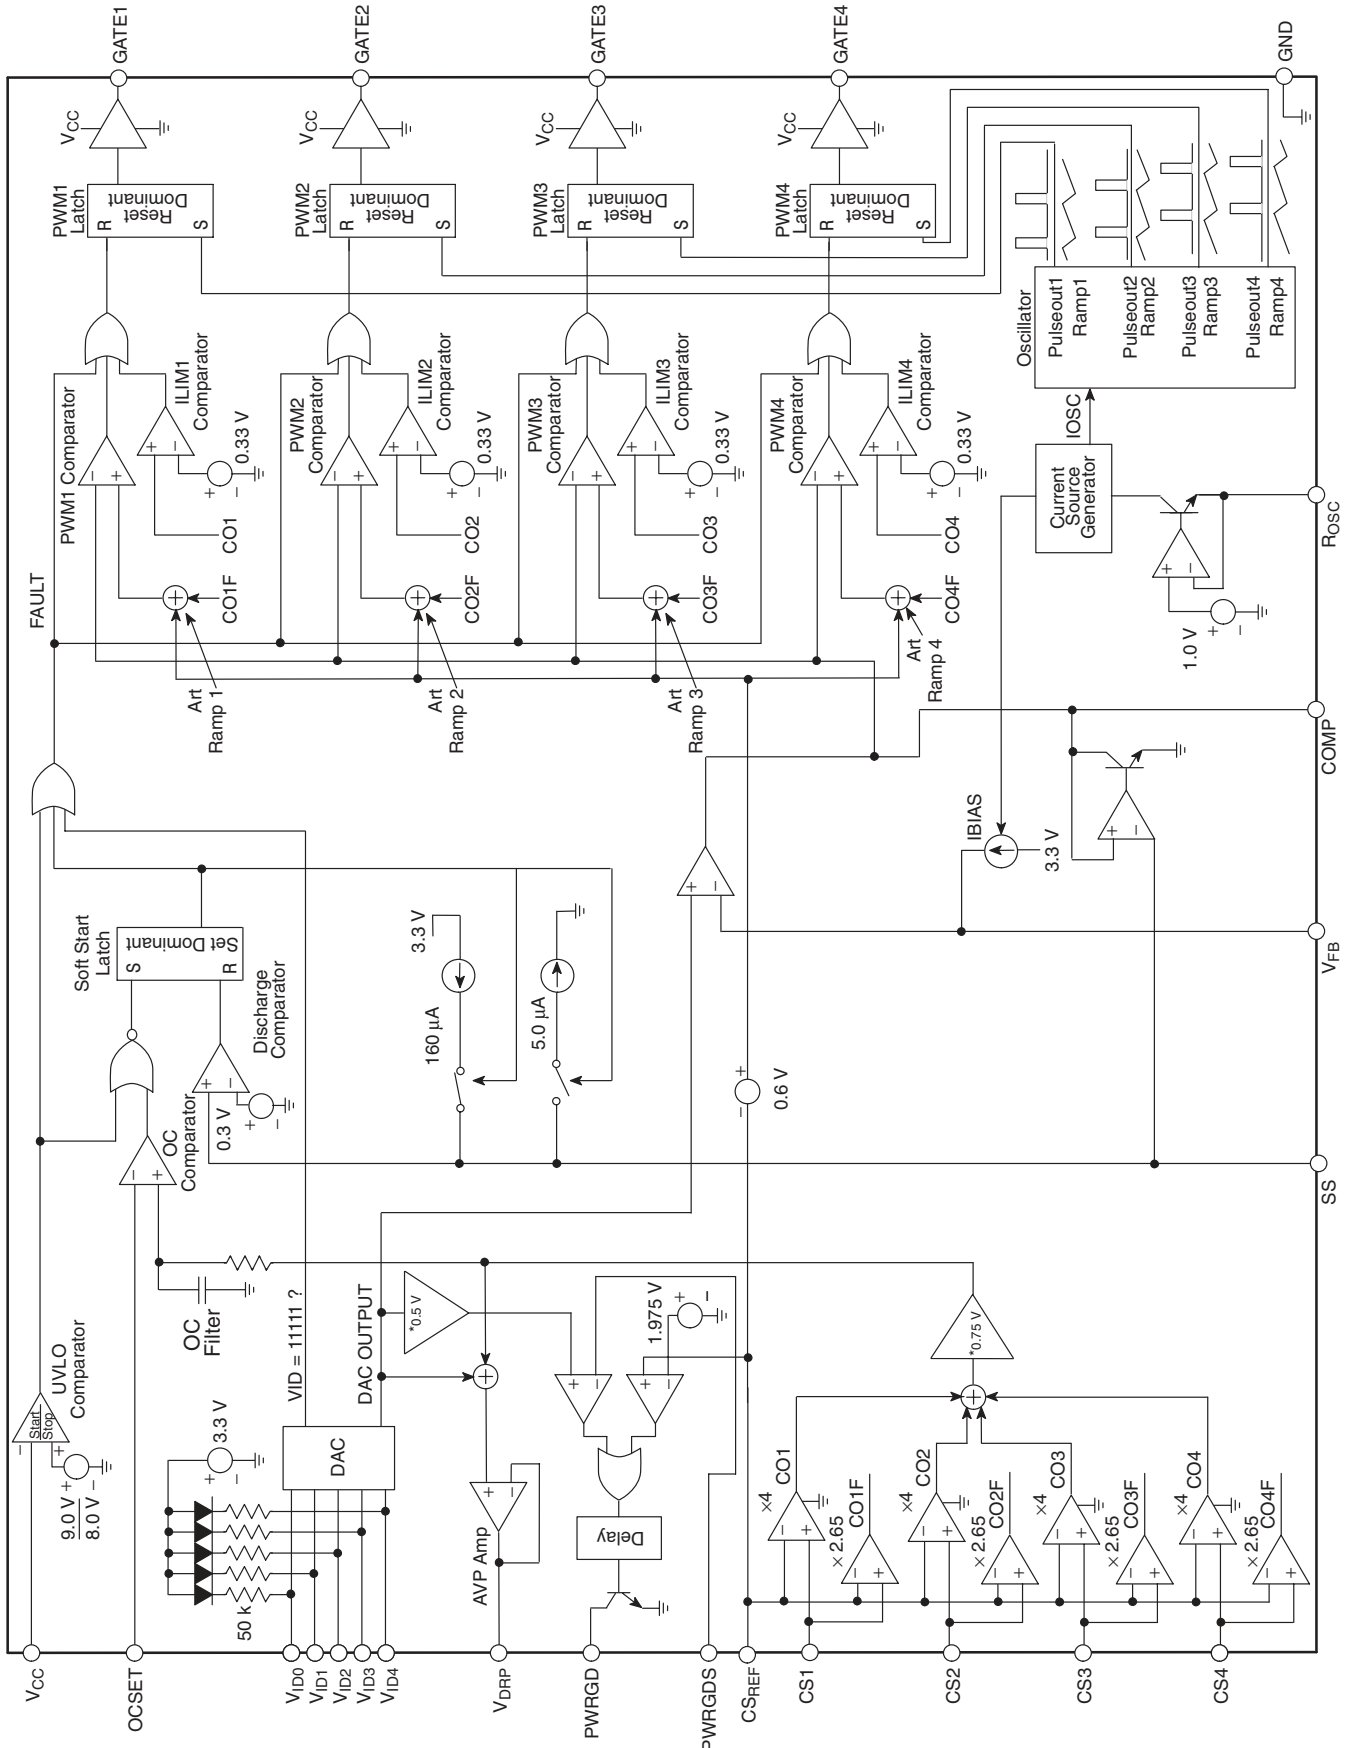 GATE1
GATE2
GATE3
GATE4
GND
VCC
VCC
VCC
VCC
PWM1
Latch
R
S
Reset
Dominant
PWM2
Latch
R
S
Reset
Dominant
PWM3
Latch
R
S
Reset
Dominant
PWM4
Latch
R
S
Reset
Dominant
Oscillator
Pulseout1
Ramp1
Pulseout2
Ramp2
Pulseout3
Ramp3
Pulseout4
Ramp4
FAULT
PWM1 Comparator
− +
ILIM1
Comparator
+ −
+ −
0.33 V
CO1
CO1F
+
Art
Ramp 1
PWM2
Comparator
− +
ILIM2
Comparator
+ −
+ −
0.33 V
CO2
CO2F
+
Art
Ramp 2
PWM3
Comparator
− +
ILIM3
Comparator
+ −
+ −
0.33 V
CO3
CO3F
+
Art
Ramp 3
PWM4
Comparator
− +
ILIM4
Comparator
+ −
+ −
0.33 V
CO4
CO4F
+
Art
Ramp 4
IOSC
Current
Source
Generator
+ −
1.0 V
+ −
ROSC
COMP
VFB
SS
IBIAS
3.3 V
+ −
+ −
Soft Start
Latch
S
R
Set Dominant
Discharge
Comparator
+ −
0.3 V
+ −
OC
Comparator
− +
3.3 V
160 µA
5.0 µA
+ −
0.6 V
UVLO
Comparator
Start
Stop
− +
9.0 V
8.0 V
+ −
OC
Filter
VID = 11111 ?
DAC OUTPUT
DAC
3.3 V
+ −
50 k
*0.5 V
+
AVP Amp
+ −
+ −
+ −
1.975 V
+ −
Delay
*0.75 V
+
CO1
×4
− +
CO1F
× 2.65
− +
CO2
×4
− +
CO2F
× 2.65
− +
CO3
×4
− +
CO3F
× 2.65
− +
CO4
×4
− +
CO4F
× 2.65
− +
VCC
OCSET
VID0
VID1
VID2
VID3
VID4
VDRP
PWRGD
PWRGDS
CSREF
CS1
CS2
CS3
CS4